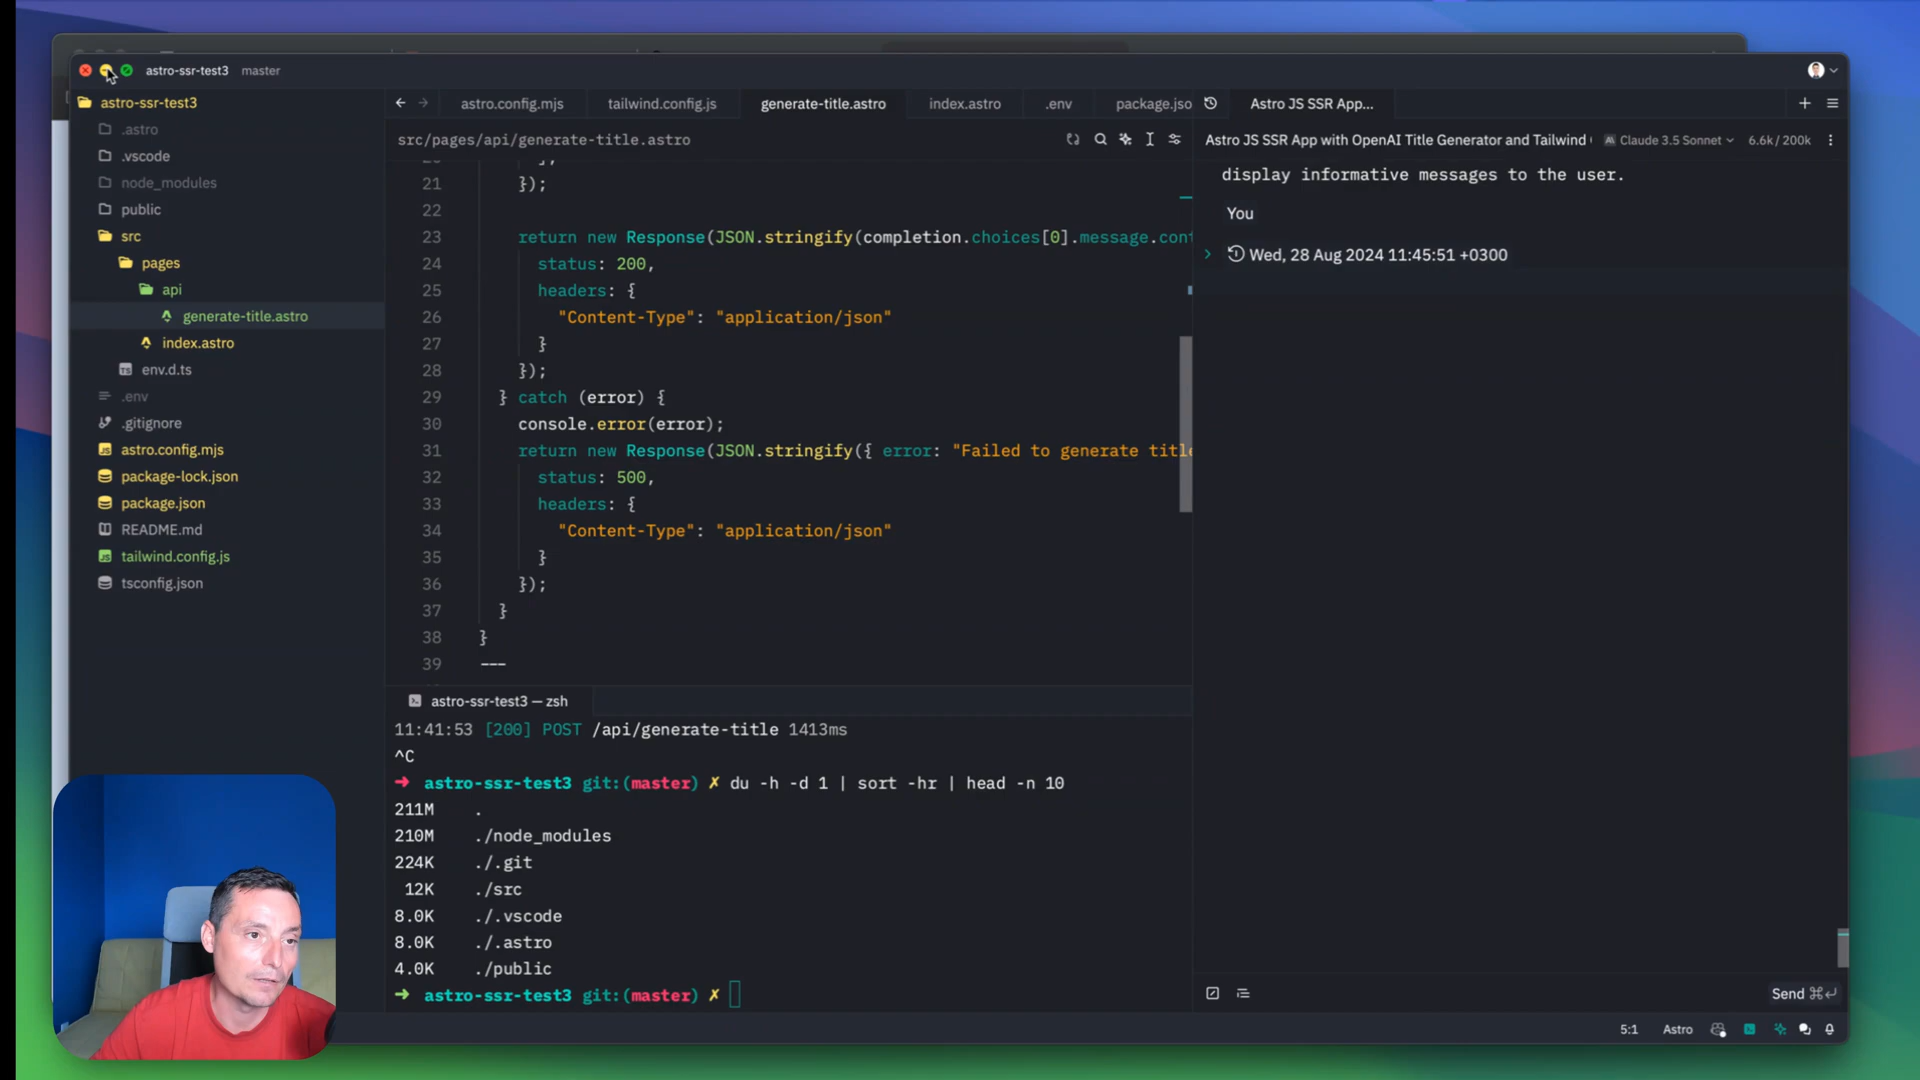 astro-ssr-test3 master
astro-ssr-test3
.astro
.vscode
node_modules
public
src
pages
api
generate-title.astro
index.astro
env.d.ts
.env
.gitignore
astro.config.mjs
package-lock.json
package.json
README.md
tailwind.config.js
tsconfig.json
astro.config.mjs tailwind.config.js generate-title.astro index.astro .env package.jso
src/pages/api/generate-title.astro
21 });
22
23 return new Response(JSON.stringify(completion.choices[0].message.cont
24 status: 200,
25 headers: {
26 "Content-Type": "application/json"
27 }
28 });
29 } catch (error) {
30 console.error(error);
31 return new Response(JSON.stringify({ error: "Failed to generate title
32 status: 500,
33 headers: {
34 "Content-Type": "application/json"
35 }
36 });
37 }
38 }
39 ---
astro-ssr-test3 — zsh
11:41:53 [200] POST /api/generate-title 1413ms
^C
➜ astro-ssr-test3 git:(master) ✗ du -h -d 1 | sort -hr | head -n 10
211M .
210M ./node_modules
224K ./.git
12K ./src
8.0K ./.vscode
8.0K ./.astro
4.0K ./public
➜ astro-ssr-test3 git:(master) ✗
Astro JS SSR App...
Astro JS SSR App with OpenAI Title Generator and Tailwind Claude 3.5 Sonnet 6.6k/200k
display informative messages to the user.
You
Wed, 28 Aug 2024 11:45:51 +0300
Send ⌘↵
5:1 Astro